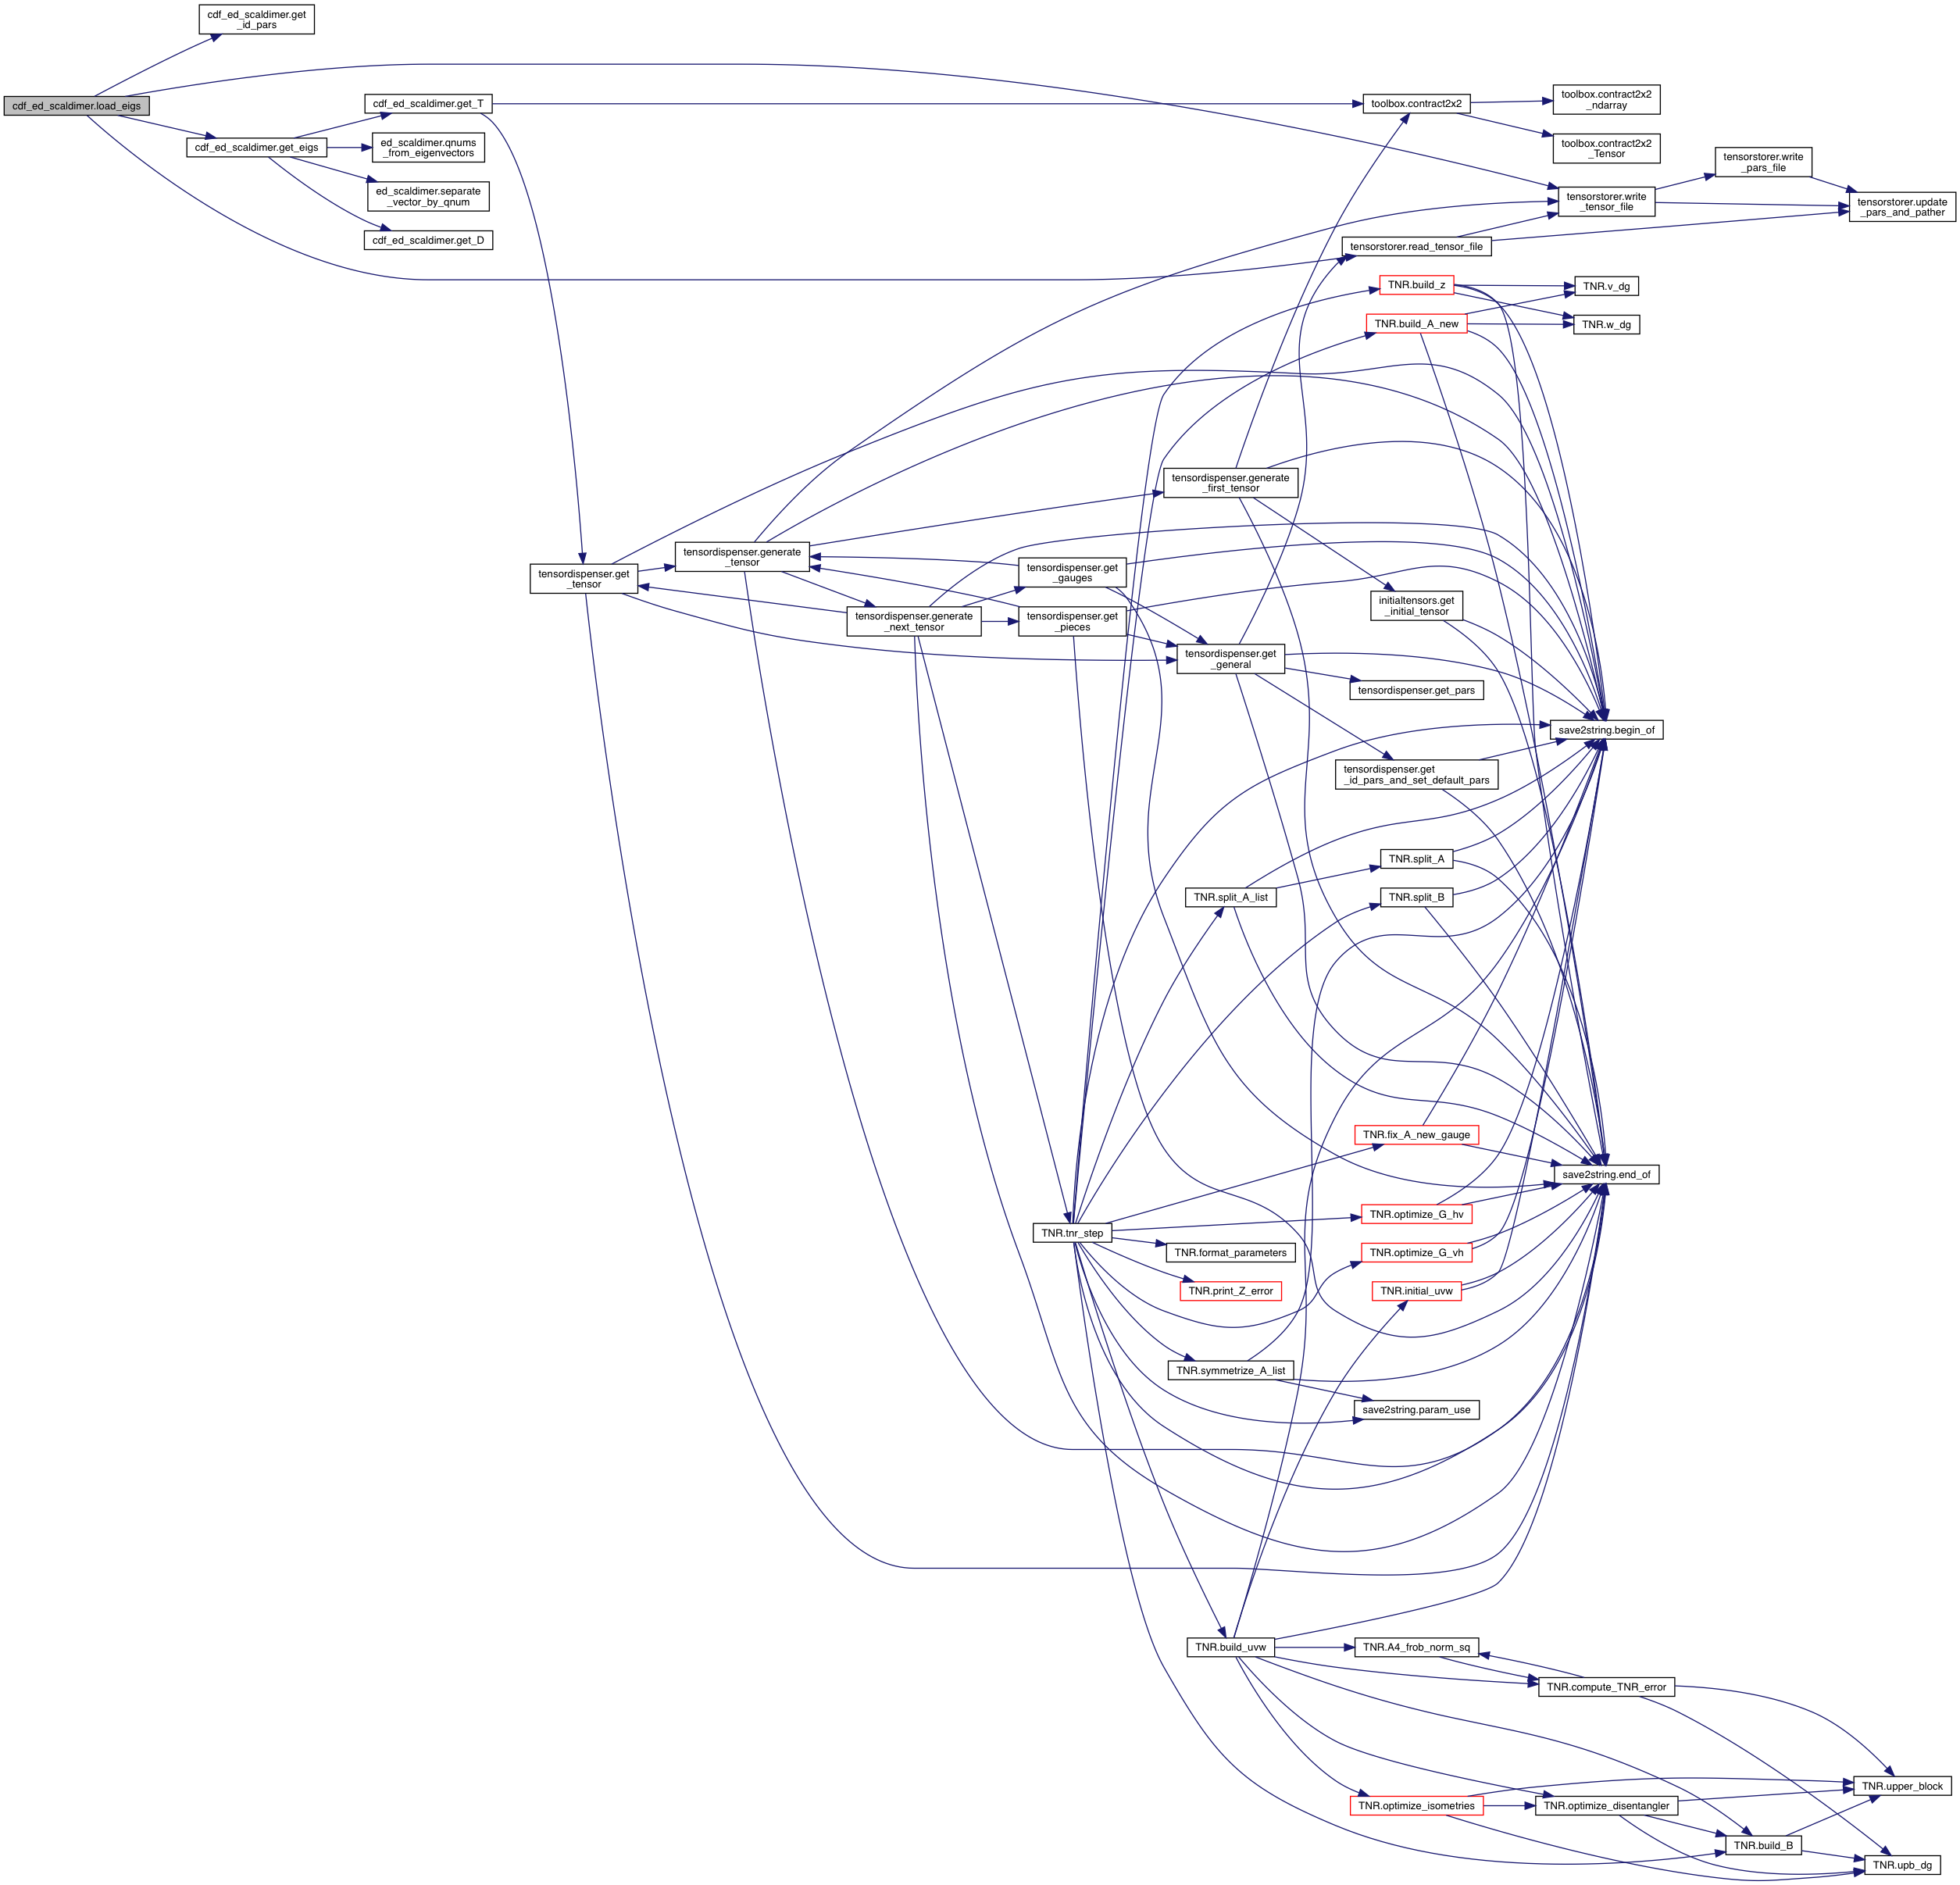 cdf_ed_scaldimer.get
_id_pars
cdf_ed_scaldimer.load_eigs
cdf_ed_scaldimer.get_T
cdf_ed_scaldimer.get_eigs
ed_scaldimer.qnums
_from_eigenvectors
ed_scaldimer.separate
_vector_by_qnum
cdf_ed_scaldimer.get_D
toolbox.contract2x2
toolbox.contract2x2
_ndarray
toolbox.contract2x2
_Tensor
tensorstorer.write
_pars_file
tensorstorer.write
_tensor_file
tensorstorer.update
_pars_and_pather
tensorstorer.read_tensor_file
TNR.build_z
TNR.v_dg
TNR.build_A_new
TNR.w_dg
tensordispenser.generate
_first_tensor
tensordispenser.generate
_tensor
tensordispenser.get
_tensor
tensordispenser.get
_gauges
tensordispenser.generate
_next_tensor
tensordispenser.get
_pieces
initialtensors.get
_initial_tensor
tensordispenser.get
_general
tensordispenser.get_pars
save2string.begin_of
tensordispenser.get
_id_pars_and_set_default_pars
TNR.split_A
TNR.split_A_list
TNR.split_B
TNR.fix_A_new_gauge
save2string.end_of
TNR.optimize_G_hv
TNR.tnr_step
TNR.format_parameters
TNR.optimize_G_vh
TNR.print_Z_error
TNR.initial_uvw
TNR.symmetrize_A_list
save2string.param_use
TNR.build_uvw
TNR.A4_frob_norm_sq
TNR.compute_TNR_error
TNR.upper_block
TNR.optimize_isometries
TNR.optimize_disentangler
TNR.build_B
TNR.upb_dg